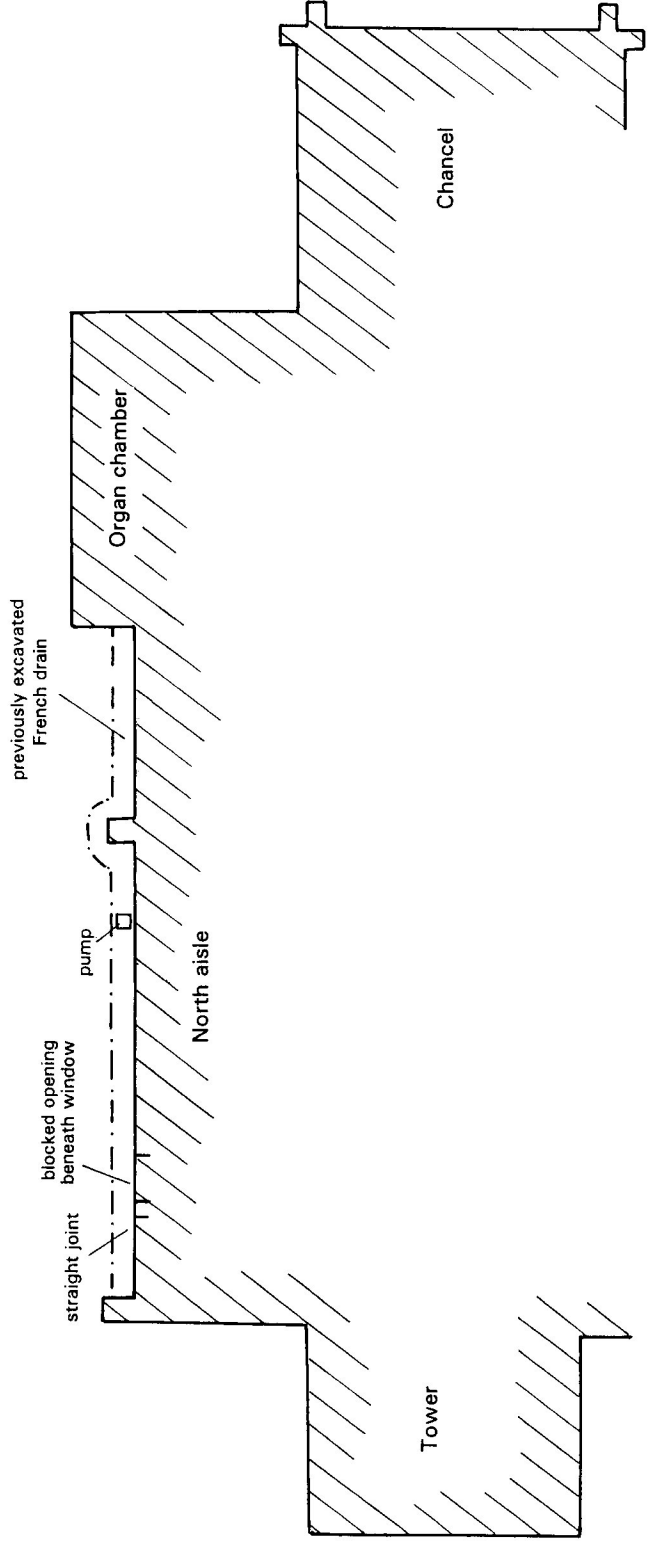 straight joint
blocked opening
beneath window
pump
previously excavated
French drain
North aisle
Organ chamber
Tower
Chancel